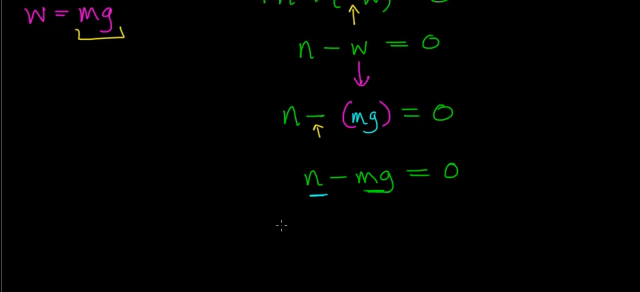 w = mg
n - w = 0
n - (mg) = 0
n - mg = 0